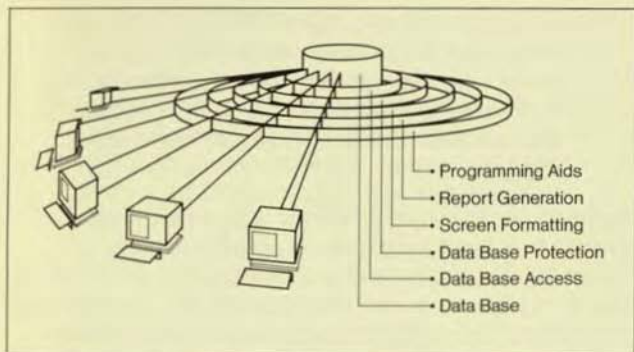 Programming Aids
Report Generation
Screen Formatting
Data Base Protection
Data Base Access
Data Base